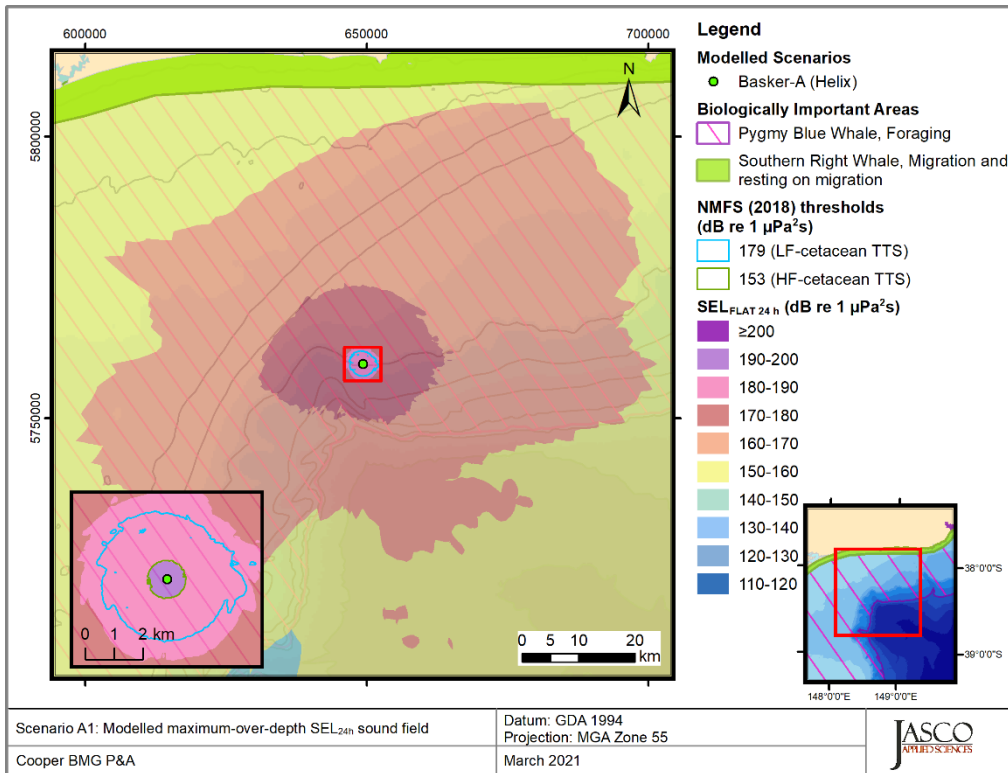 600000
650000
700000
5800000
5750000
N
0 1 2 km
0 5 10 20
km
Legend
Modelled Scenarios
Basker-A (Helix)
Biologically Important Areas
Pygmy Blue Whale, Foraging
Southern Right Whale, Migration and
resting on migration
NMFS (2018) thresholds
(dB re 1 µPa²s)
179 (LF-cetacean TTS)
153 (HF-cetacean TTS)
SEL_FLAT 24 h (dB re 1 µPa²s)
≥200
190-200
180-190
170-180
160-170
150-160
140-150
130-140
120-130
110-120
38°0'0"S
39°0'0"S
148°0'0"E
149°0'0"E
Scenario A1: Modelled maximum-over-depth SEL24h sound field
Datum: GDA 1994
Projection: MGA Zone 55
Cooper BMG P&A
March 2021
JASCO
APPLIED SCIENCES